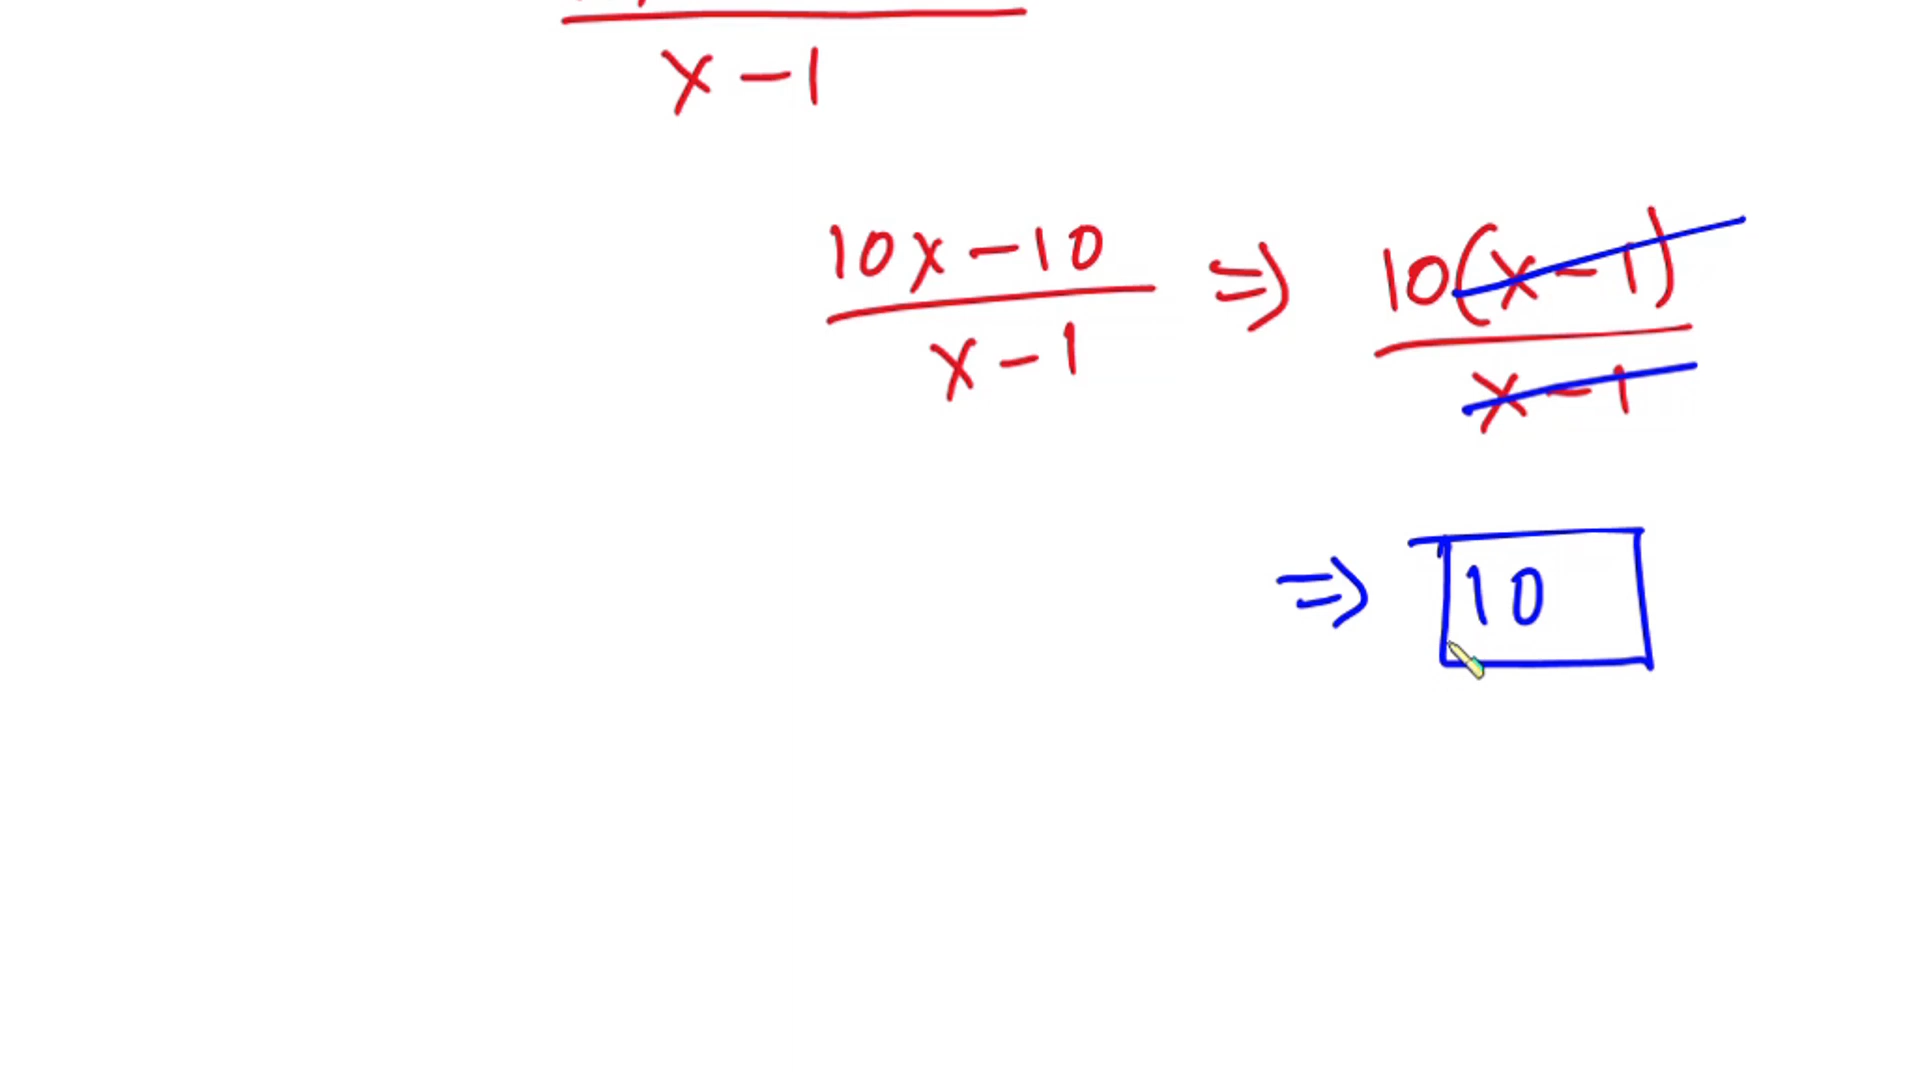 x - 1
10x - 10 ⇒ 10(x - 1)
x - 1 x - 1
⇒ 10